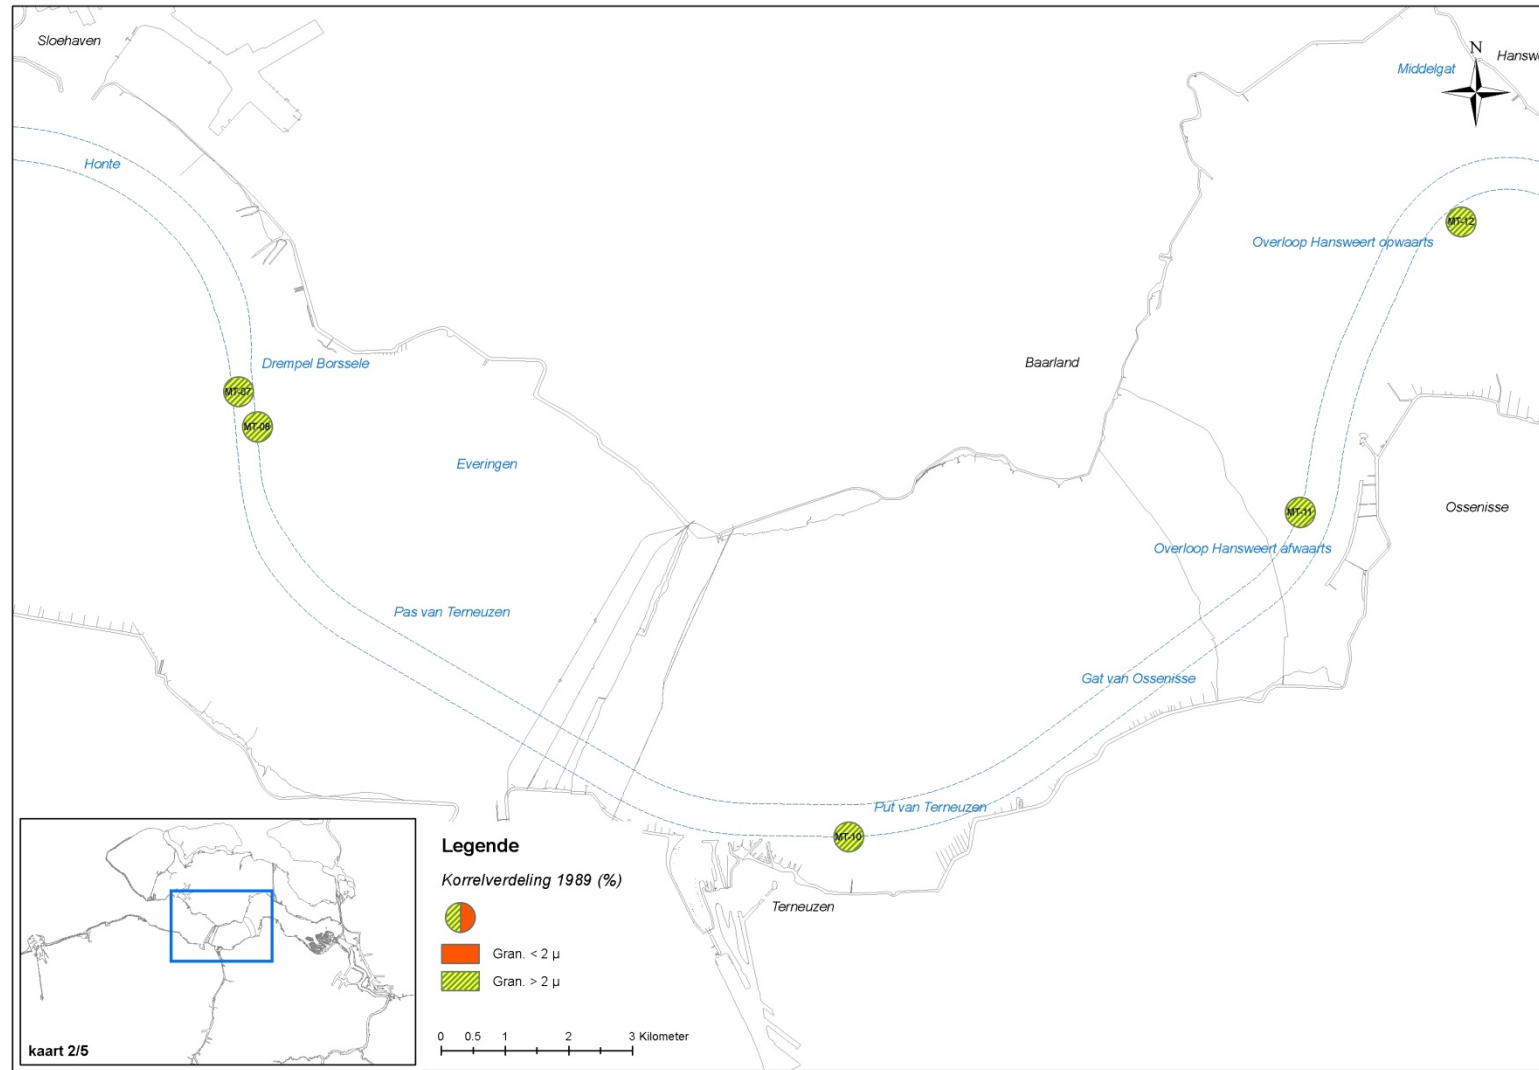 Sloehaven
N
Hansw
Middelgat
Honte
MT-12
Overloop Hansweert opwaarts
Drempel Borssele
Baarland
MT-07
MT-08
Everingen
Ossenisse
MT-11
Overloop Hansweert afwaarts
Pas van Terneuzen
Gat van Ossenisse
Put van Terneuzen
MT-10
Terneuzen
Legende
Korrelverdeling 1989 (%)
Gran. < 2 µ
Gran. > 2 µ
0 0.5 1 2 3 Kilometer
kaart 2/5